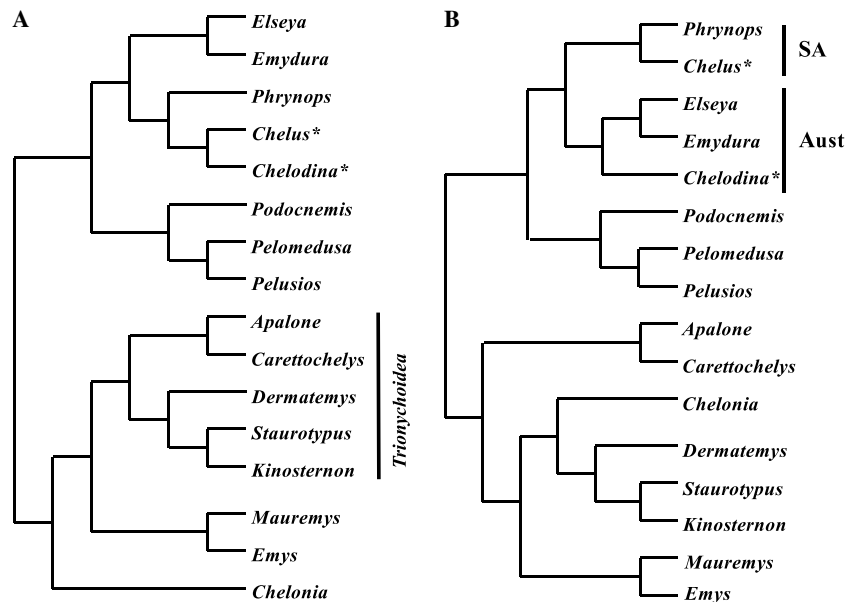 A
Elseya
Emydura
Phrynops
Chelus*
Chelodina*
Podocnemis
Pelomedusa
Pelusios
Apalone
Carettochelys
Dermatemys
Staurotypus
Kinosternon
Mauremys
Emys
Chelonia
Trionychoidea
B
Phrynops
Chelus*
Elseya
Emydura
Chelodina*
Podocnemis
Pelomedusa
Pelusios
Apalone
Carettochelys
Chelonia
Dermatemys
Staurotypus
Kinosternon
Mauremys
Emys
SA
Aust